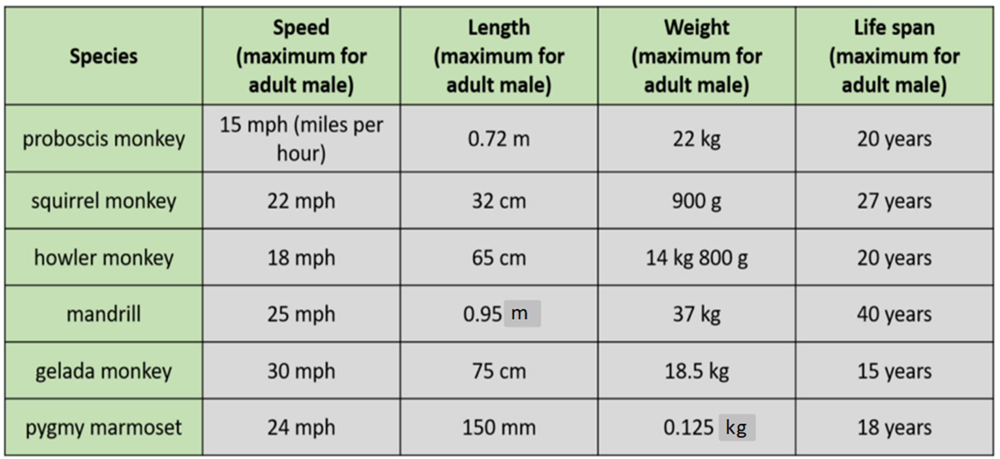 Species | Speed (maximum for adult male) | Length (maximum for adult male) | Weight (maximum for adult male) | Life span (maximum for adult male)
proboscis monkey | 15 mph (miles per hour) | 0.72 m | 22 kg | 20 years
squirrel monkey | 22 mph | 32 cm | 900 g | 27 years
howler monkey | 18 mph | 65 cm | 14 kg 800 g | 20 years
mandrill | 25 mph | 0.95 m | 37 kg | 40 years
gelada monkey | 30 mph | 75 cm | 18.5 kg | 15 years
pygmy marmoset | 24 mph | 150 mm | 0.125 kg | 18 years